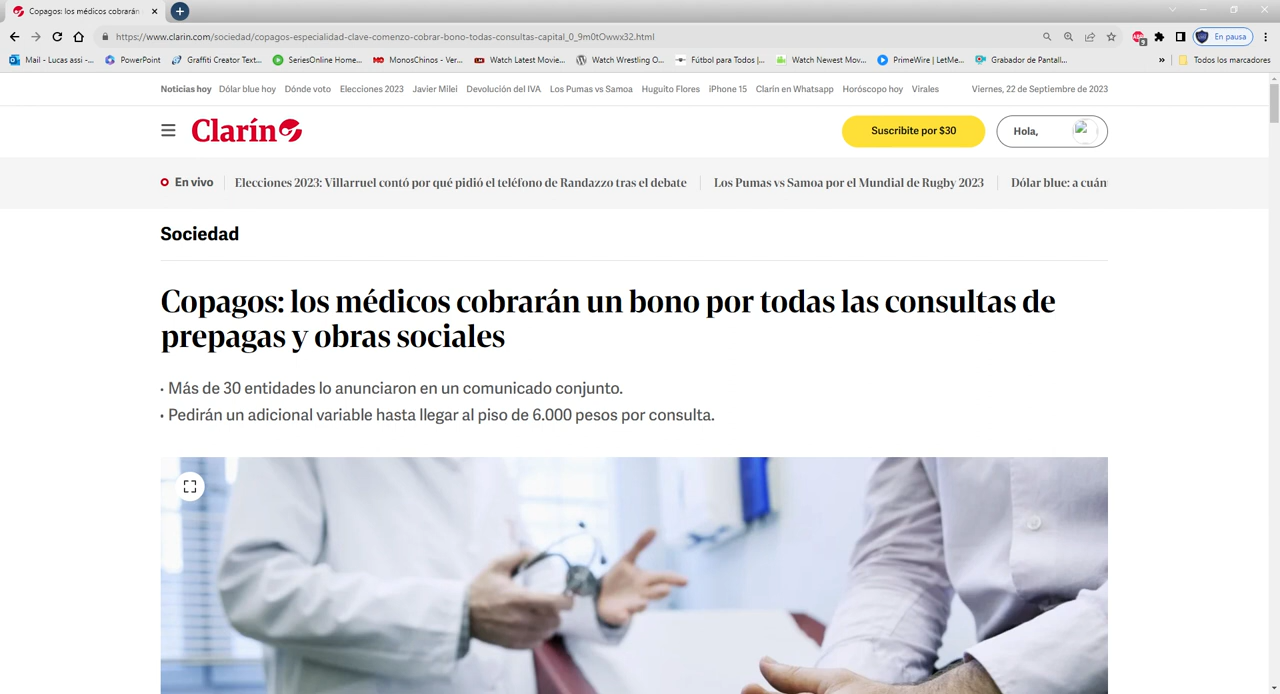 Copagos: los médicos cobrarán
https://www.clarin.com/sociedad/copagos-especialidad-clave-comenzo-cobrar-bono-todas-consultas-capital_0_9m0tOwwx32.html
En pausa
Mail - Lucas assi -... PowerPoint Graffiti Creator Text... SeriesOnline Home... MonosChinos - Ver... Watch Latest Movie... Watch Wrestling O... Fútbol para Todos |... Watch Newest Mov... PrimeWire | LetMe... Grabador de Pantall... » Todos los marcadores
Noticias hoy Dólar blue hoy Dónde voto Elecciones 2023 Javier Milei Devolución del IVA Los Pumas vs Samoa Huguito Flores iPhone 15 Clarin en Whatsapp Horóscopo hoy Virales Viernes, 22 de Septiembre de 2023
Clarín Suscribite por $30 Hola,
En vivo Elecciones 2023: Villarruel contó por qué pidió el teléfono de Randazzo tras el debate Los Pumas vs Samoa por el Mundial de Rugby 2023 Dólar blue: a cuán
Sociedad
Copagos: los médicos cobrarán un bono por todas las consultas de
prepagas y obras sociales
• Más de 30 entidades lo anunciaron en un comunicado conjunto.
• Pedirán un adicional variable hasta llegar al piso de 6.000 pesos por consulta.